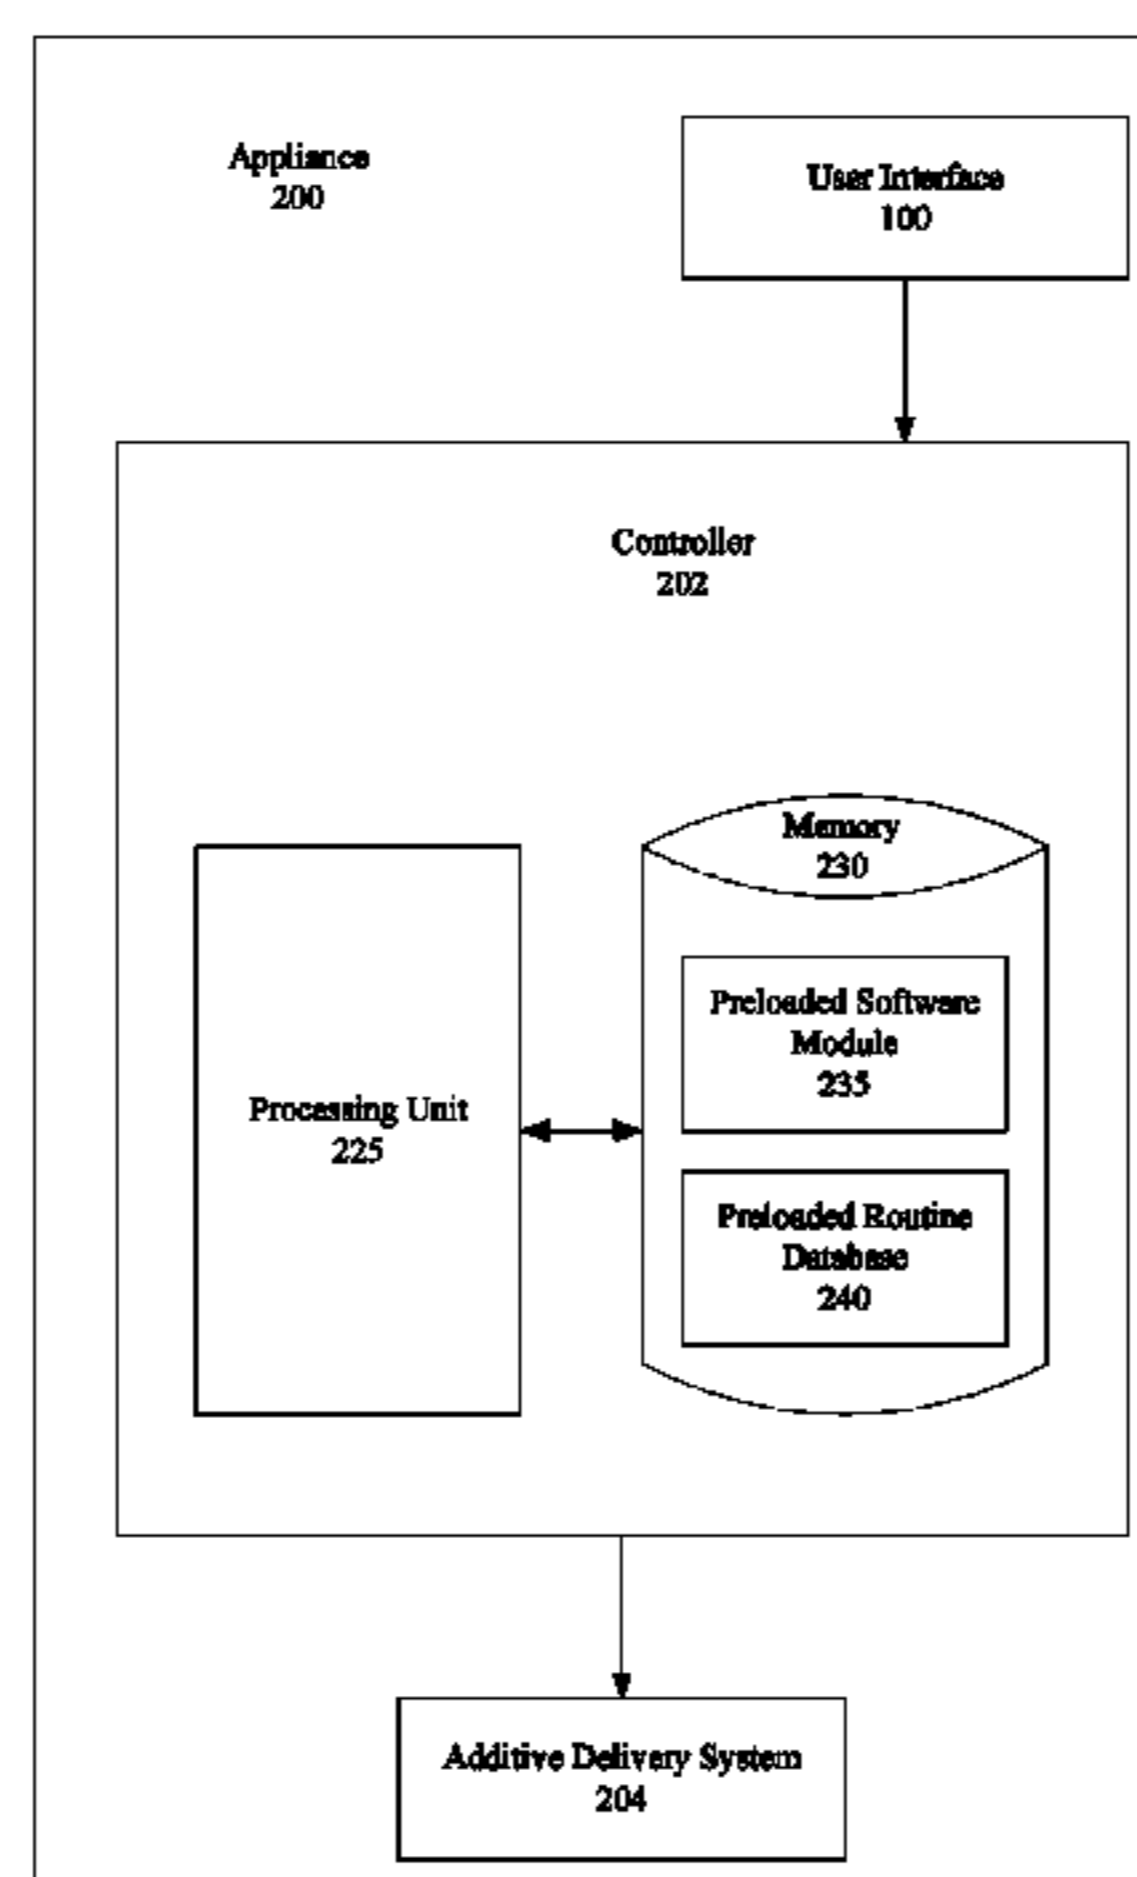 Appliance
200
User Interface
100
Controller
202
Memory
230
Preloaded Software
Module
235
Processing Unit
225
Preloaded Routine
Database
240
Additive Delivery System
204